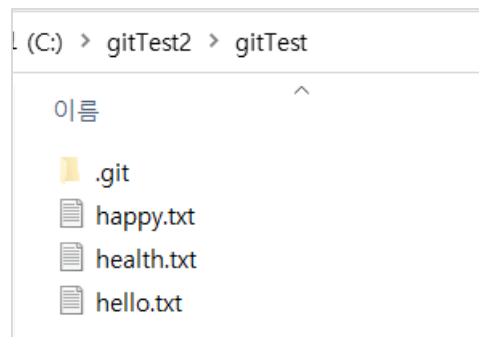 (C:) > gitTest2 > gitTest
이름
.git
happy.txt
health.txt
hello.txt